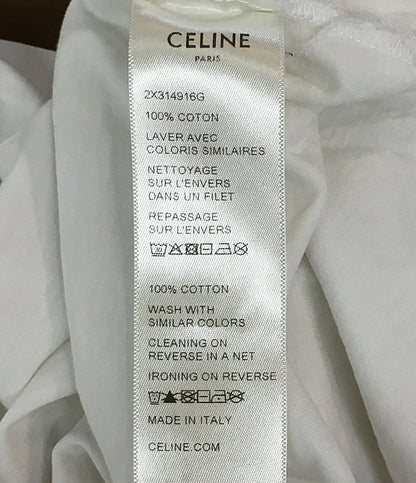 CELINE
PARIS
2X314916G
100% COTON
LAVER AVEC
COLORIS SIMILAIRES
NETTOYAGE
SUR L'ENVERS
DANS UN FILET
REPASSAGE
SUR L'ENVERS
100% COTTON
WASH WITH
SIMILAR COLORS
CLEANING ON
REVERSE IN A NET
IRONING ON REVERSE
MADE IN ITALY
CELINE.COM